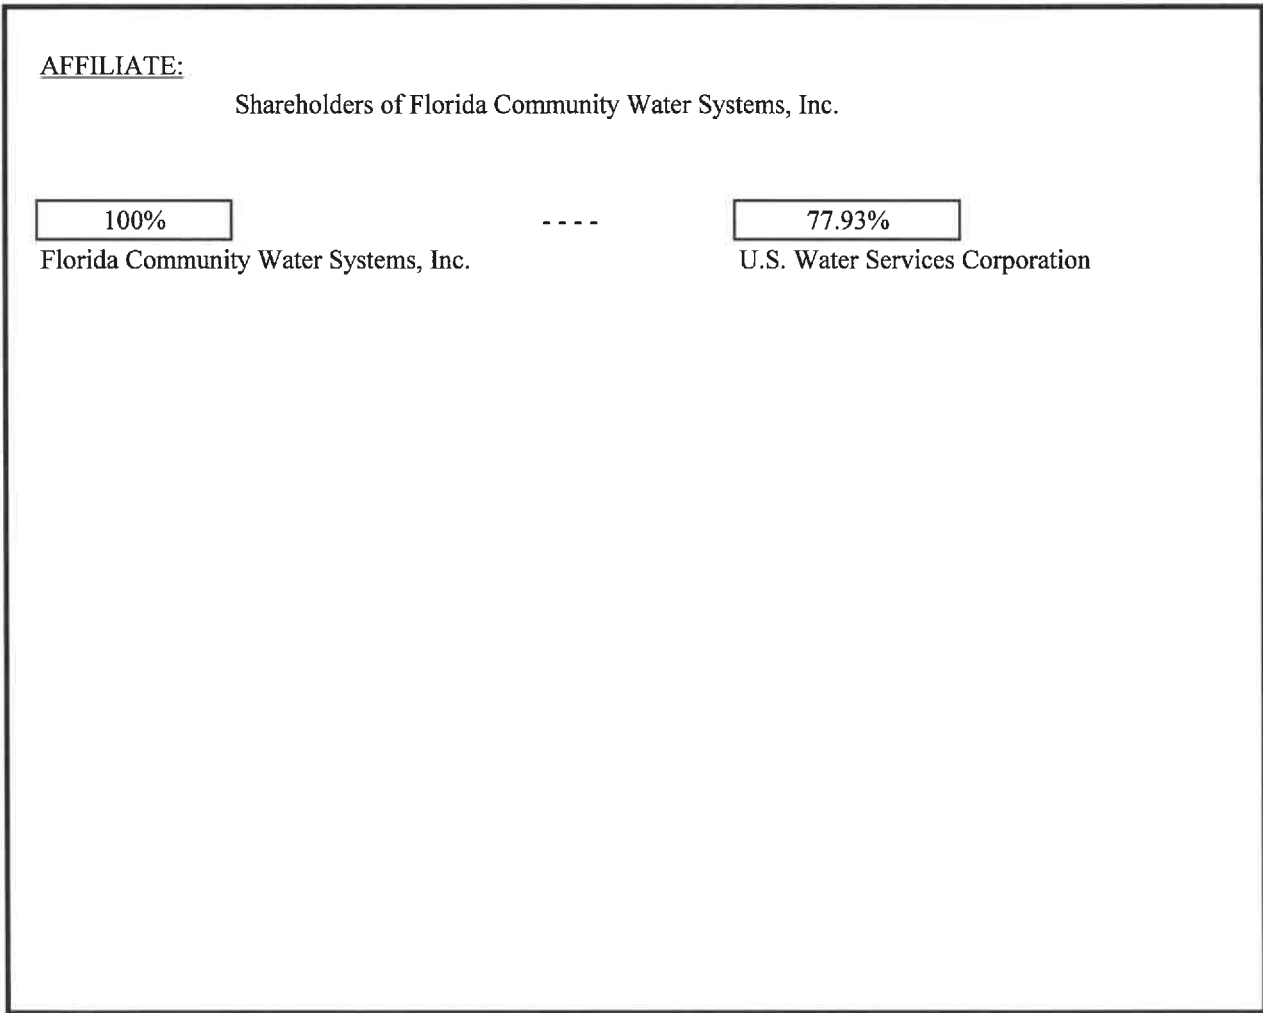 AFFILIATE:
Shareholders of Florida Community Water Systems, Inc.
100% - - - - 77.93%
Florida Community Water Systems, Inc. U.S. Water Services Corporation